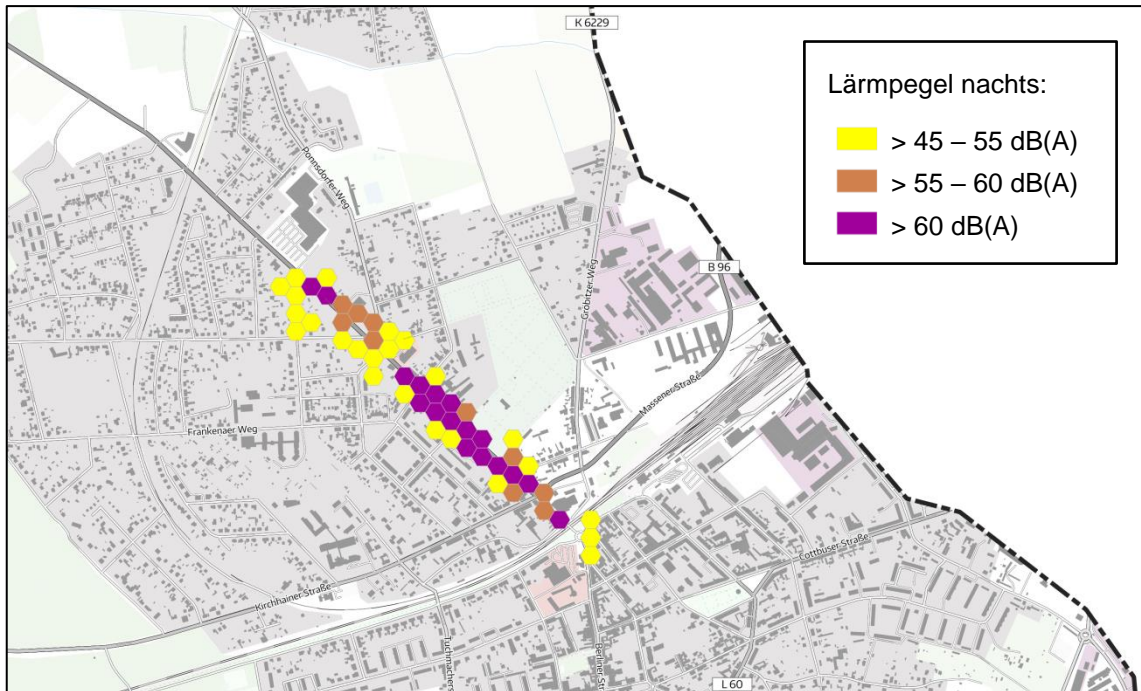 K 6229
Lärmpegel nachts:
> 45 – 55 dB(A)
> 55 – 60 dB(A)
> 60 dB(A)
Ponnsdorfer Weg
Gröbitzer Weg
B 96
Massener Straße
Frankenaer Weg
Cottbuser Straße
Kirchhainer Straße
Tuchmachers
Berliner Str
L 60